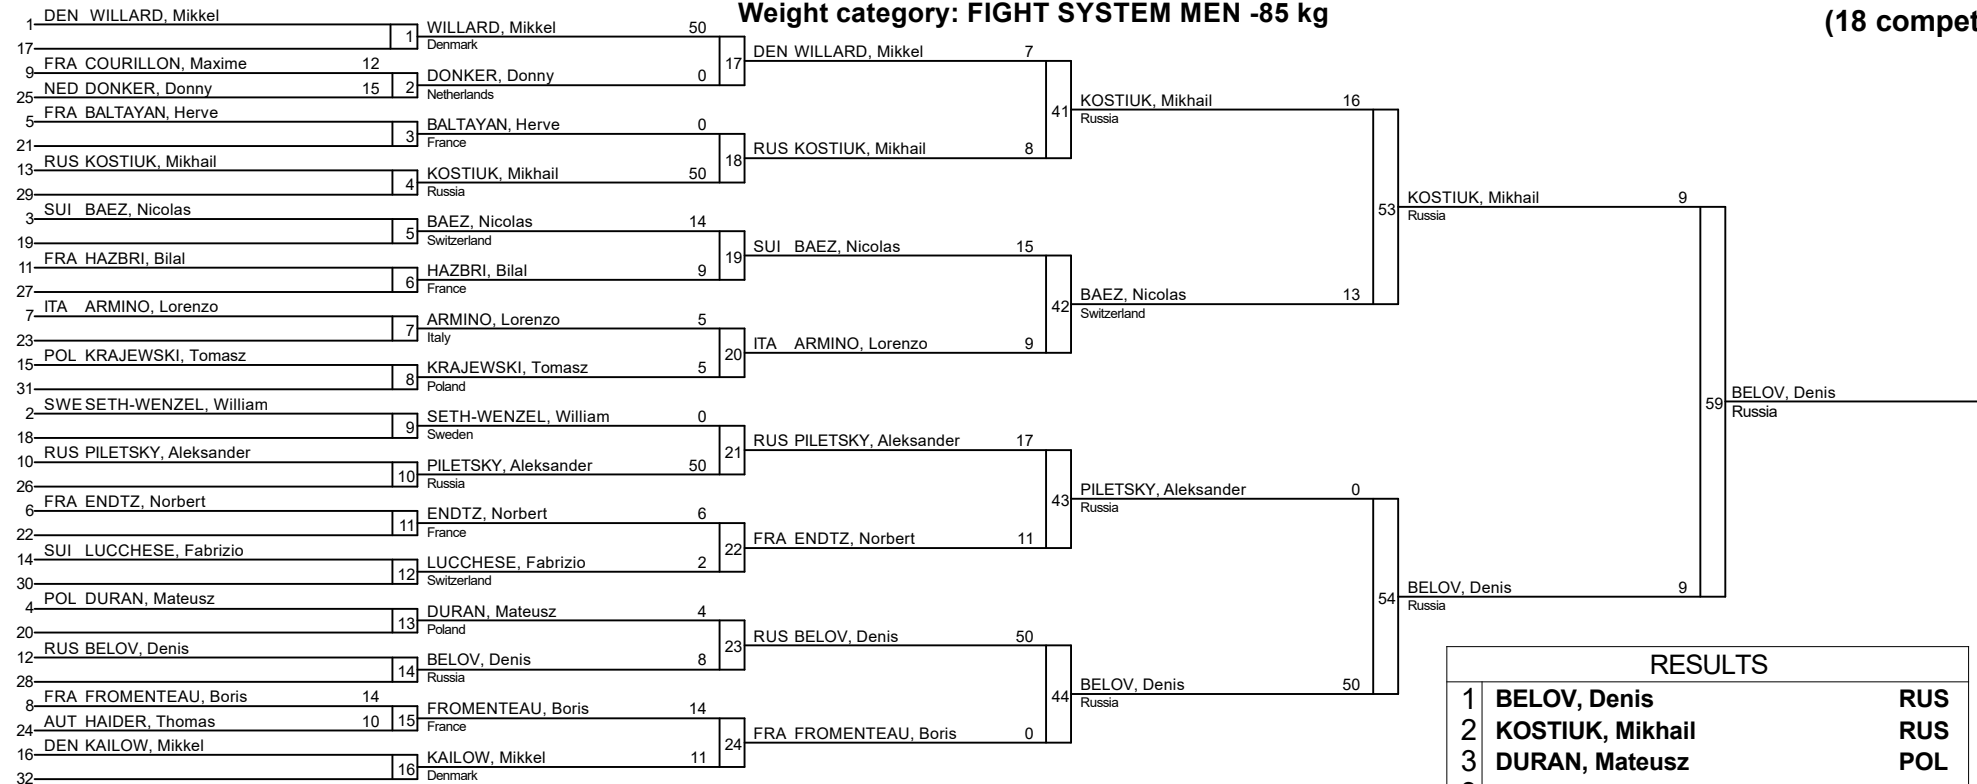 Weight category: FIGHT SYSTEM MEN -85 kg
(18 compet
1 DEN WILLARD, Mikkel
17
1
9 FRA COURILLON, Maxime 12
25 NED DONKER, Donny 15
2
5 FRA BALTAYAN, Herve
21
3
13 RUS KOSTIUK, Mikhail
29
4
3 SUI BAEZ, Nicolas
19
5
11 FRA HAZBRI, Bilal
27
6
7 ITA ARMINO, Lorenzo
23
7
15 POL KRAJEWSKI, Tomasz
31
8
2 SWE SETH-WENZEL, William
18
9
10 RUS PILETSKY, Aleksander
26
10
6 FRA ENDTZ, Norbert
22
11
14 SUI LUCCHESE, Fabrizio
30
12
4 POL DURAN, Mateusz
20
13
12 RUS BELOV, Denis
28
14
8 FRA FROMENTEAU, Boris 14
24 AUT HAIDER, Thomas 10
15
16 DEN KAILOW, Mikkel
32
16
WILLARD, Mikkel 50
Denmark
17
DONKER, Donny 0
Netherlands
BALTAYAN, Herve 0
France
18
KOSTIUK, Mikhail 50
Russia
BAEZ, Nicolas 14
Switzerland
19
HAZBRI, Bilal 9
France
ARMINO, Lorenzo 5
Italy
20
KRAJEWSKI, Tomasz 5
Poland
SETH-WENZEL, William 0
Sweden
21
PILETSKY, Aleksander 50
Russia
ENDTZ, Norbert 6
France
22
LUCCHESE, Fabrizio 2
Switzerland
DURAN, Mateusz 4
Poland
23
BELOV, Denis 8
Russia
FROMENTEAU, Boris 14
France
24
KAILOW, Mikkel 11
Denmark
DEN WILLARD, Mikkel 7
41
RUS KOSTIUK, Mikhail 8
SUI BAEZ, Nicolas 15
42
ITA ARMINO, Lorenzo 9
RUS PILETSKY, Aleksander 17
43
FRA ENDTZ, Norbert 11
RUS BELOV, Denis 50
44
FRA FROMENTEAU, Boris 0
KOSTIUK, Mikhail 16
Russia
53
BAEZ, Nicolas 13
Switzerland
PILETSKY, Aleksander 0
Russia
54
BELOV, Denis 50
Russia
KOSTIUK, Mikhail 9
Russia
59
BELOV, Denis 9
Russia
BELOV, Denis
Russia
RESULTS
1 BELOV, Denis RUS
2 KOSTIUK, Mikhail RUS
3 DURAN, Mateusz POL